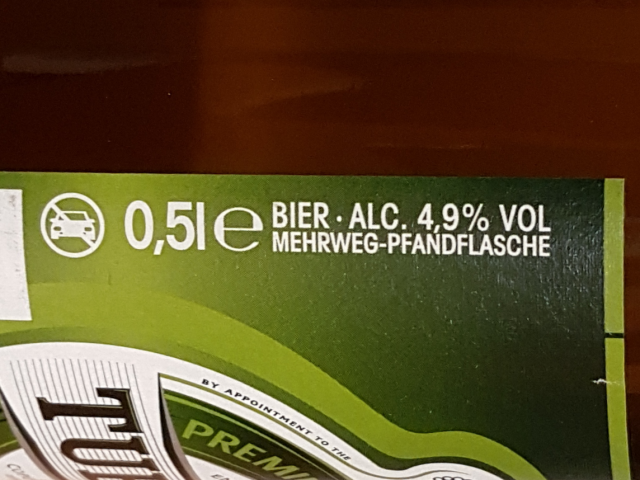 0,5l ℮ BIER · ALC. 4,9% VOL
MEHRWEG-PFANDFLASCHE
BY APPOINTMENT TO THE